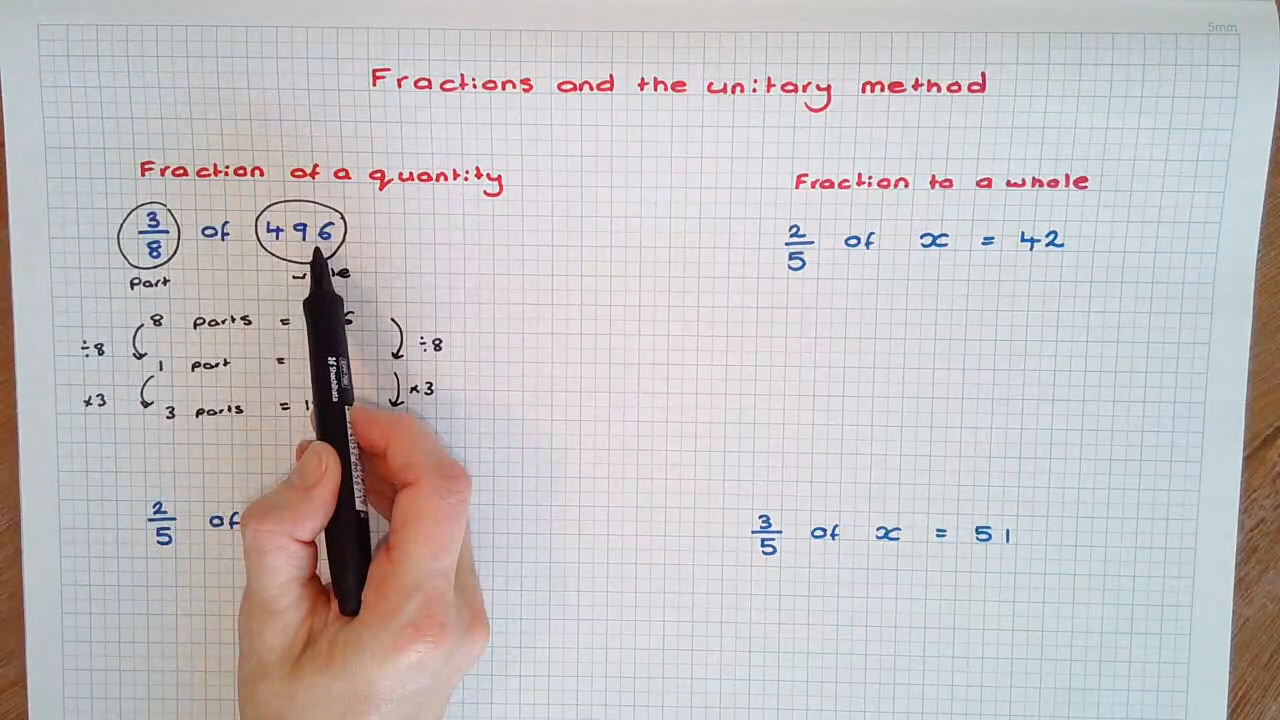 5mm
Fractions and the unitary method
Fraction of a quantity
3/8 of 496
part
8 parts =
÷8 ÷8
1 part =
×3 ×3
3 parts = 1
2/5 of
Fraction to a whole
2/5 of x = 42
3/5 of x = 51